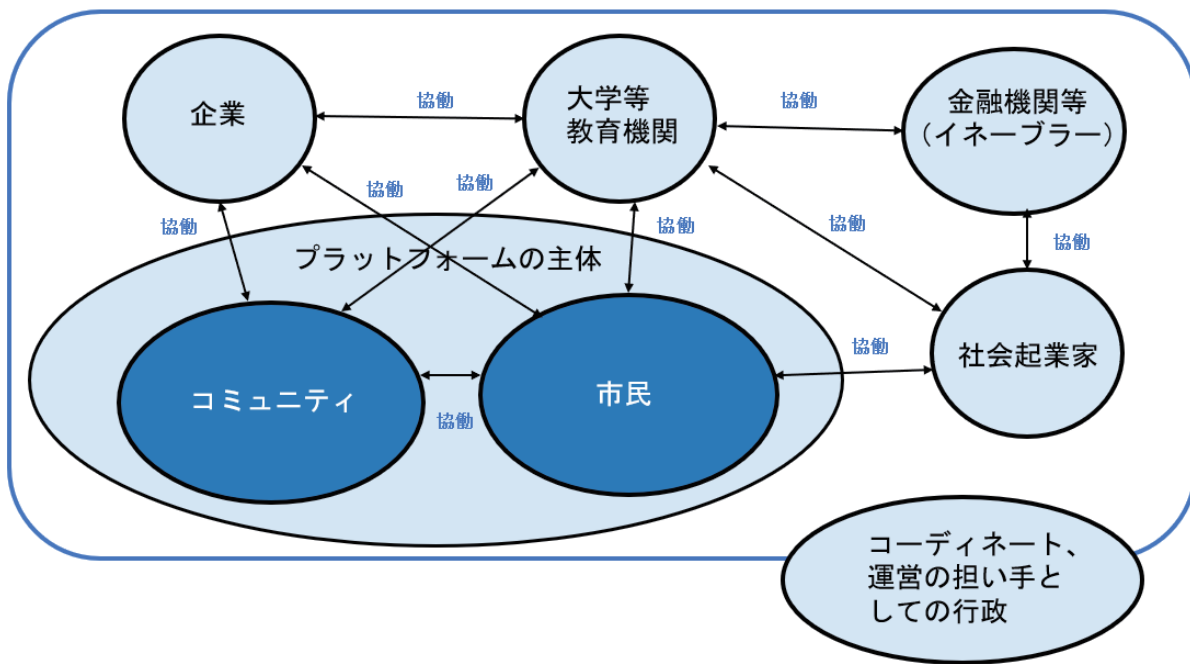 企業
協働
大学等
教育機関
協働
金融機関等
（イネーブラー）
協働
協働
協働
協働
協働
協働
プラットフォームの主体
コミュニティ
協働
市民
協働
社会起業家
コーディネート、
運営の担い手と
しての行政